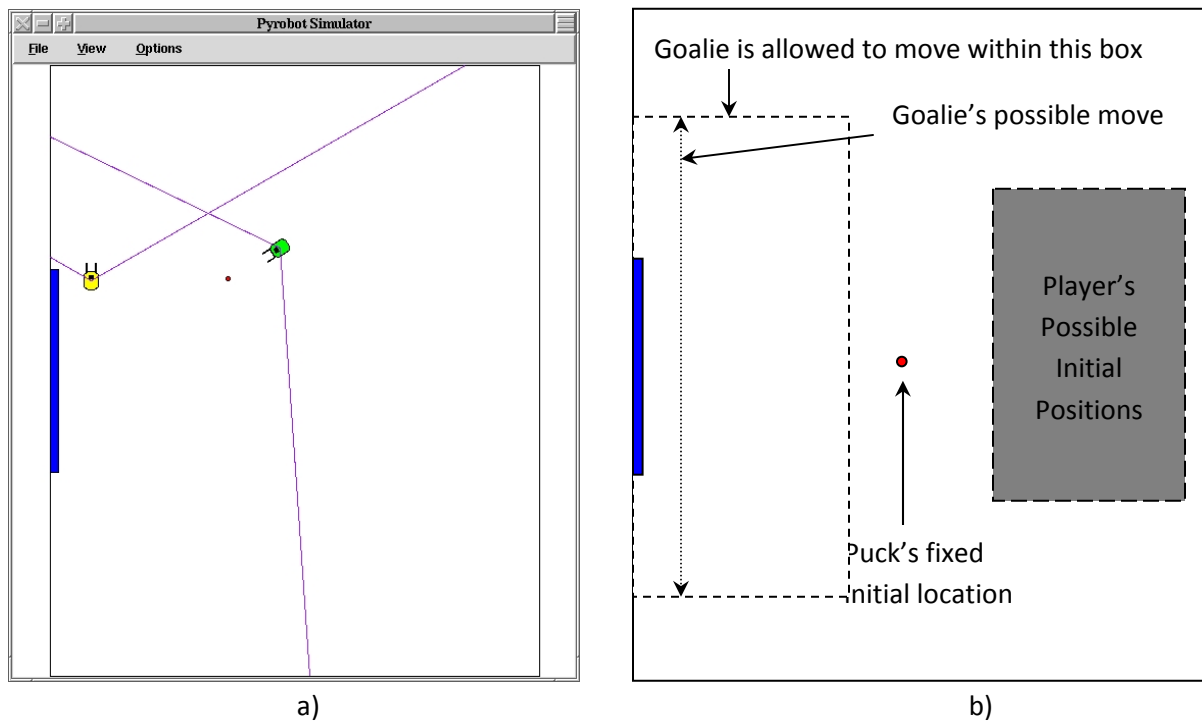 Pyrobot Simulator
File View Options
a)
Goalie is allowed to move within this box
Goalie’s possible move
Player’s
Possible
Initial
Positions
Puck’s fixed
initial location
b)